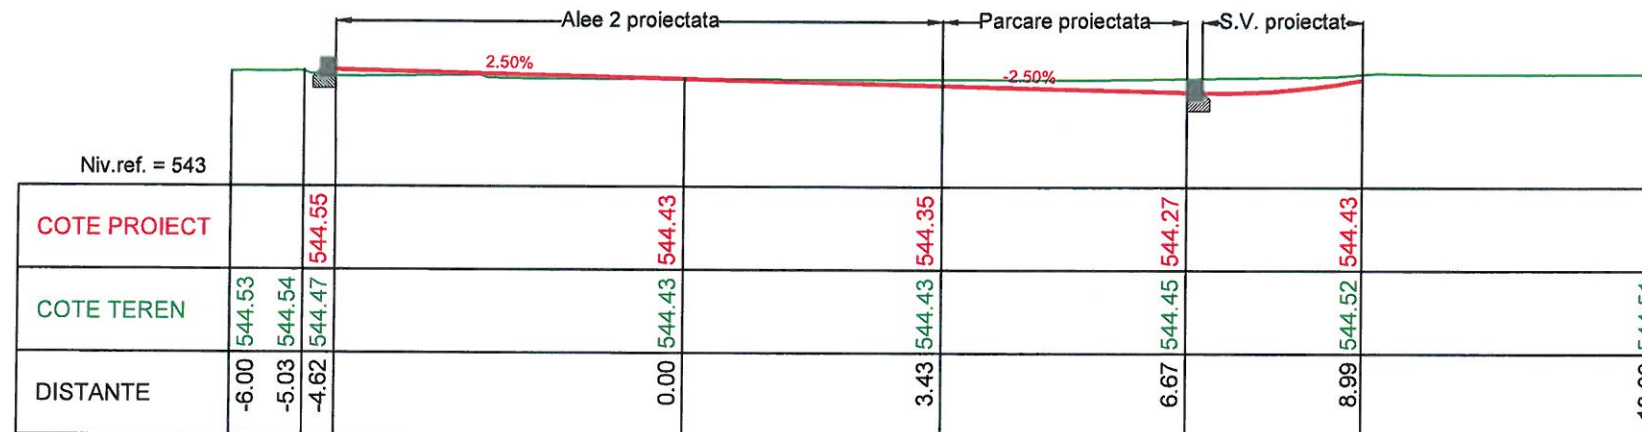 Alee 2 proiectata Parcare proiectata S.V. proiectat
2.50% -2.50%
Niv.ref. = 543
COTE PROIECT 544.55 544.43 544.35 544.27 544.43
COTE TEREN 544.53 544.54 544.47 544.43 544.43 544.45 544.52
DISTANTE -6.00 -5.03 -4.62 0.00 3.43 6.67 8.99